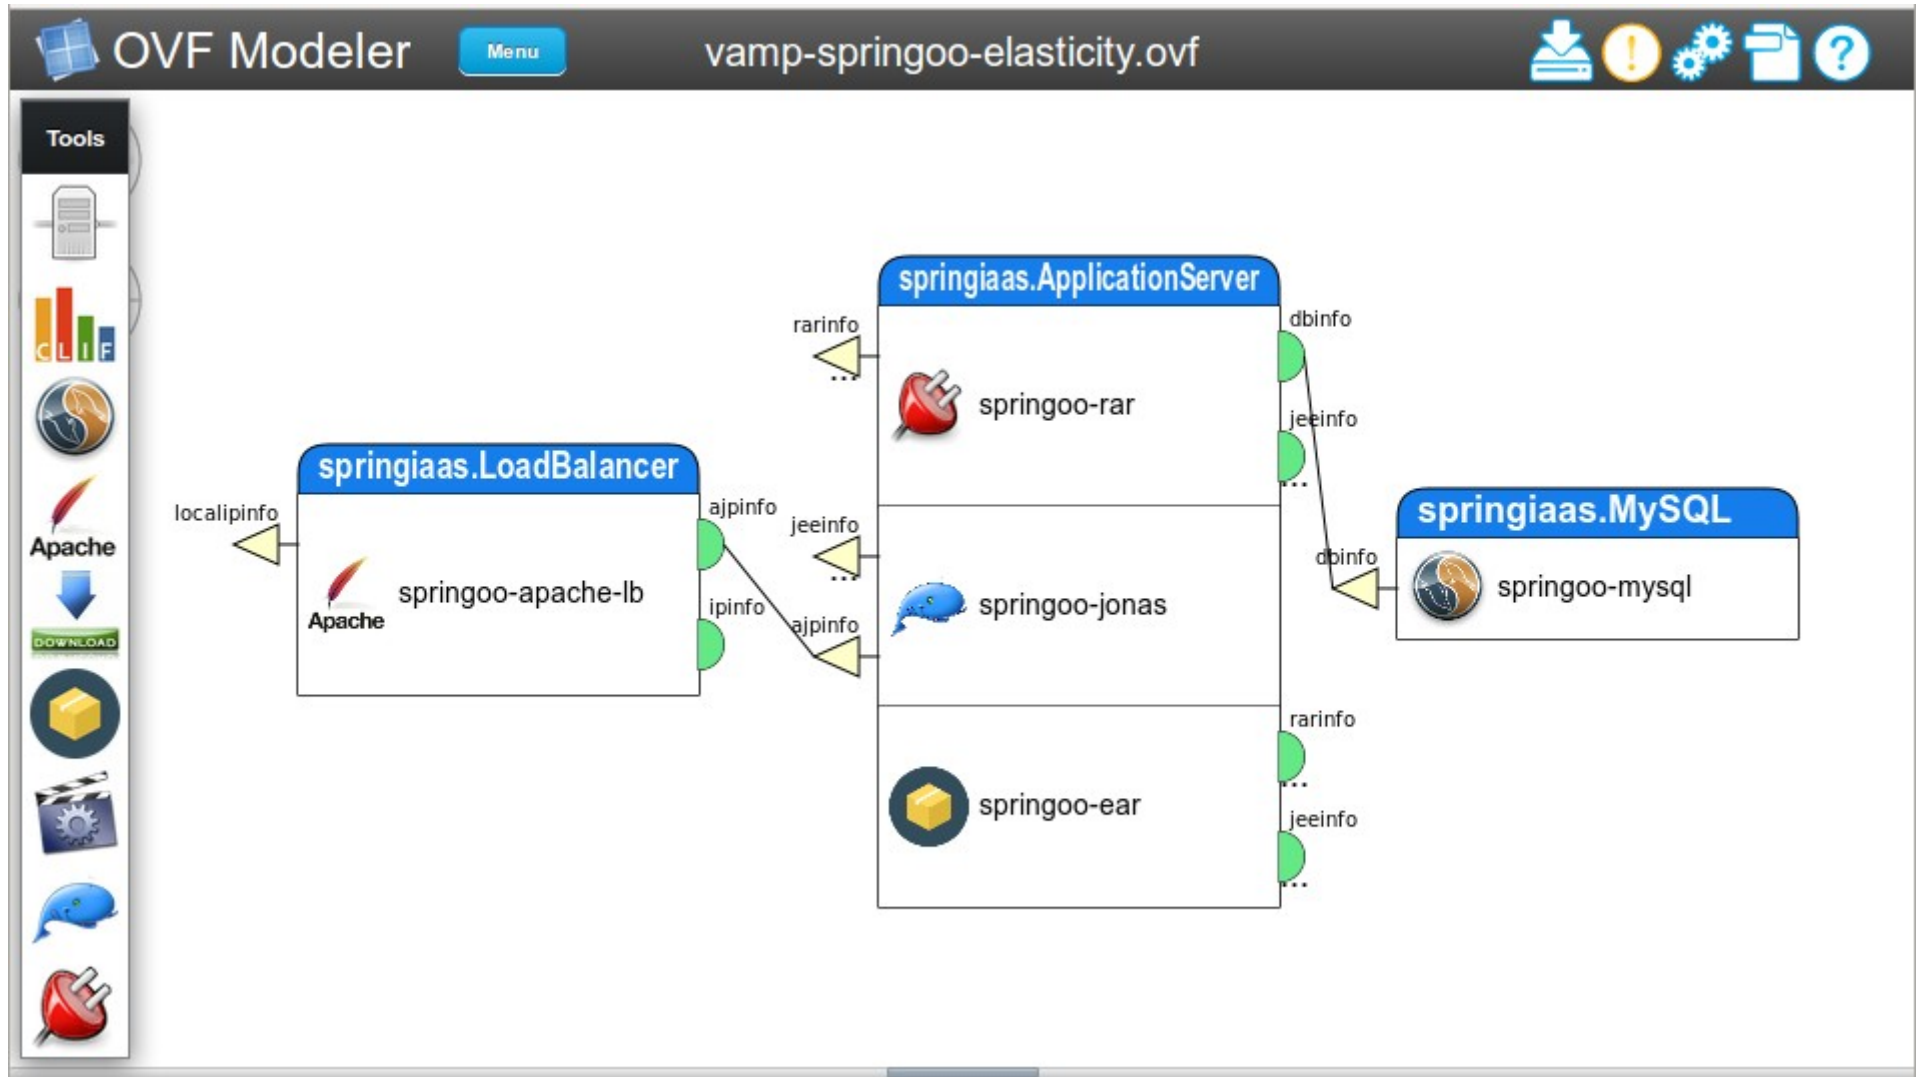 OVF Modeler
Menu
vamp-springoo-elasticity.ovf
Tools
CLIF
Apache
DOWNLOAD
localipinfo
springiaas.LoadBalancer
Apache
springoo-apache-lb
ajpinfo
ipinfo
springiaas.ApplicationServer
rarinfo
...
springoo-rar
dbinfo
jeeinfo
...
jeeinfo
...
springoo-jonas
ajpinfo
springoo-ear
rarinfo
...
jeeinfo
...
springiaas.MySQL
dbinfo
springoo-mysql